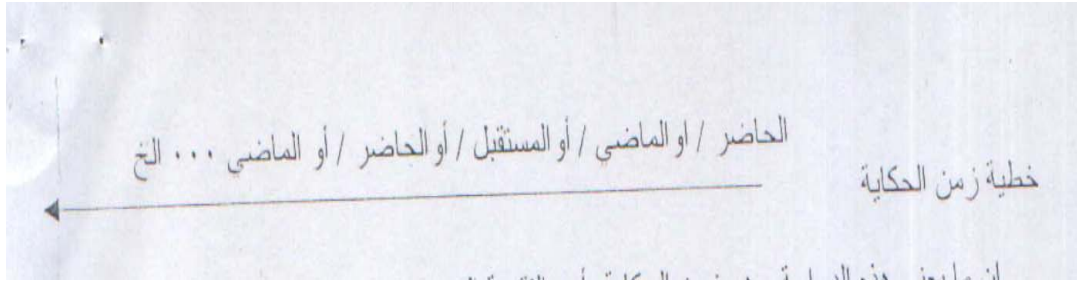 الحاضر / او الماضي / أو المستقبل / أو الحاضر / أو الماضي ... الخ
خطية زمن الحكاية